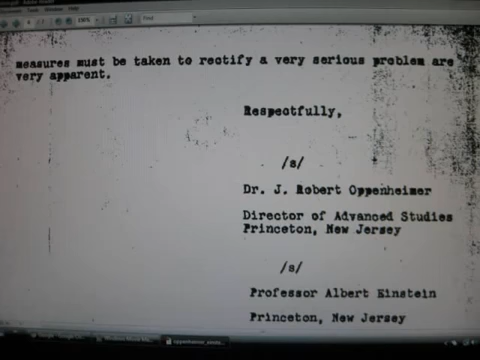 measures must be taken to rectify a very serious problem are
very apparent.
Respectfully,
/s/
Dr. J. Robert Oppenheimer
Director of Advanced Studies
Princeton, New Jersey
/s/
Professor Albert Einstein
Princeton, New Jersey